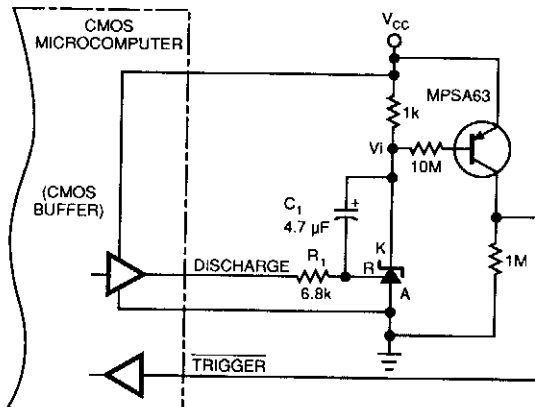 CMOS
MICROCOMPUTER
VCC
MPSA63
1k
Vi
10M
(CMOS
BUFFER)
C1
4.7 µF
+
K
DISCHARGE
R1
R
6.8k
A
1M
TRIGGER